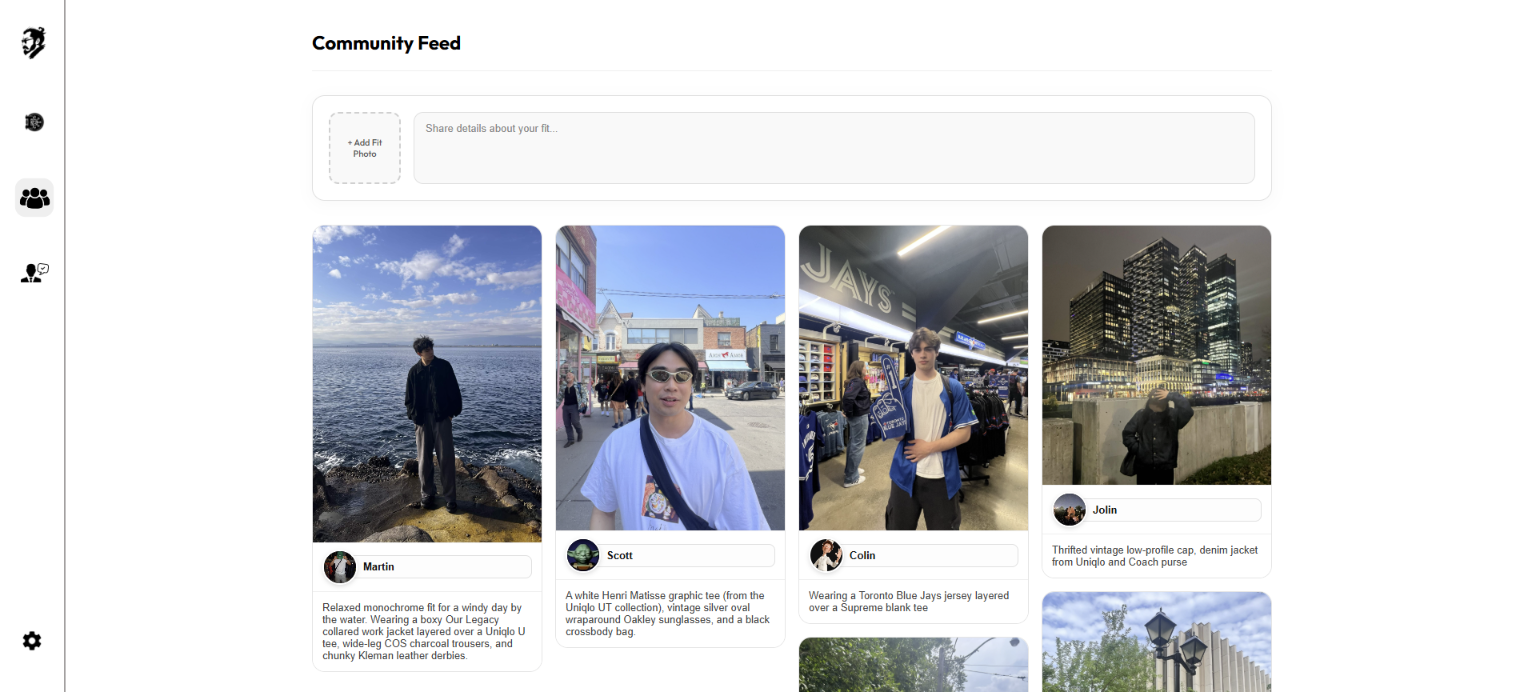 Community Feed
+ Add Fit
Photo
Share details about your fit...
JAYS
Martin
Relaxed monochrome fit for a windy day by
the water. Wearing a boxy Our Legacy
collared work jacket layered over a Uniqlo U
tee, wide-leg COS charcoal trousers, and
chunky Kleman leather derbies.
Scott
A white Henri Matisse graphic tee (from the
Uniqlo UT collection), vintage silver oval
wraparound Oakley sunglasses, and a black
crossbody bag.
Colin
Wearing a Toronto Blue Jays jersey layered
over a Supreme blank tee
Jolin
Thrifted vintage low-profile cap, denim jacket
from Uniqlo and Coach purse